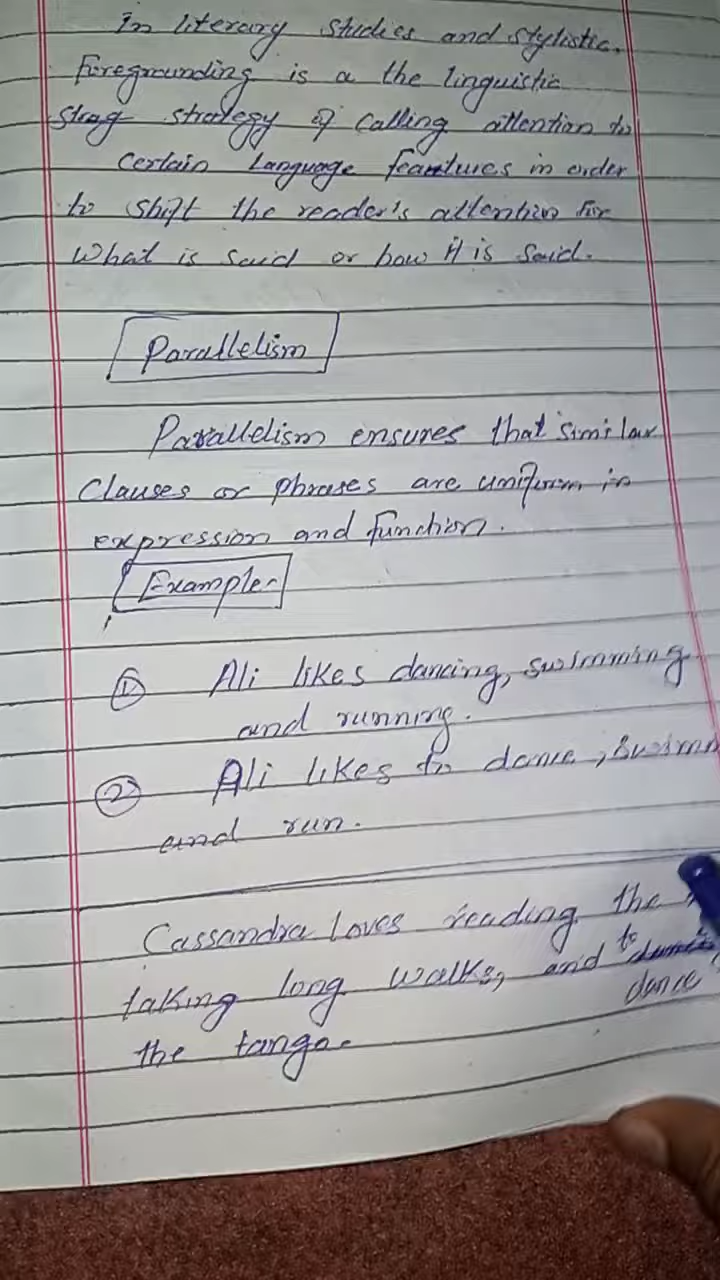 In literary studies and stylistic.
Foregrounding is a the linguistic
strag strategy of calling attention to
certain language features in order
to shift the reader's attention for
what is said or how it is said.
Parallelism
Parallelism ensures that similar
clauses or phrases are uniform in
expression and function.
Example:-
① Ali likes dancing, swimming
and running.
② Ali likes to dance, swim
and run.
Cassandra loves reading the
taking long walks, and to
dance
the tango.